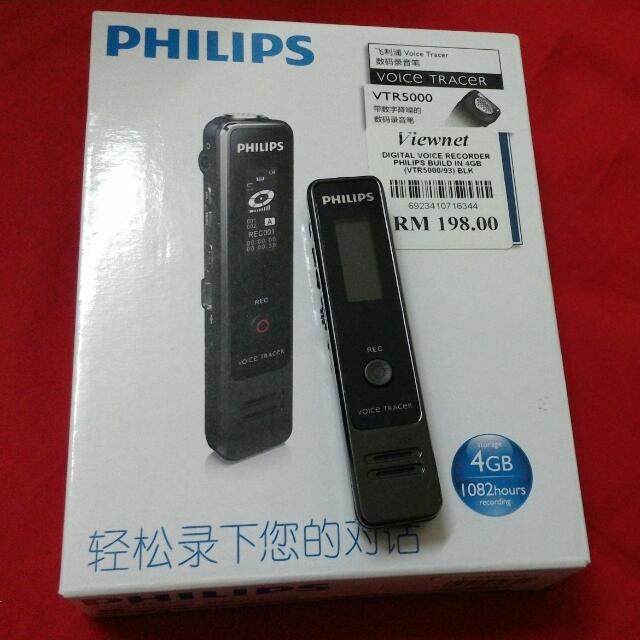 PHILIPS
飞利浦 Voice Tracer
数码录音笔
VOICE TRACER
VTR5000
带数字降噪的
数码录音笔
Viewnet
DIGITAL VOICE RECORDER
PHILIPS BUILD IN 4GB
(VTR5000/93) BLK
6923410716344
RM 198.00
PHILIPS
A
REC001
REC
VOICE TRACER
PHILIPS
REC
VOICE TRACER
storage
4GB
1082hours
recording
轻松录下您的对话
PHILIPS